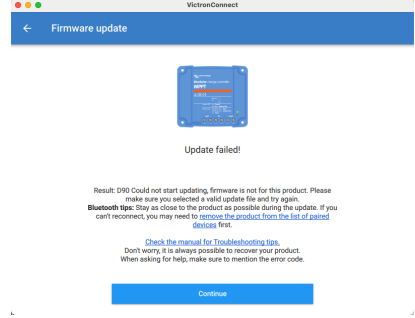 VictronConnect
Firmware update
MPPT
Update failed!
Result: D90 Could not start updating, firmware is not for this product. Please
make sure you selected a valid update file and try again.
Bluetooth tips: Stay as close to the product as possible during the update. If you
can't reconnect, you may need to remove the product from the list of paired
devices first.
Check the manual for Troubleshooting tips.
Don't worry, it is always possible to recover your product.
When asking for help, make sure to mention the error code.
Continue